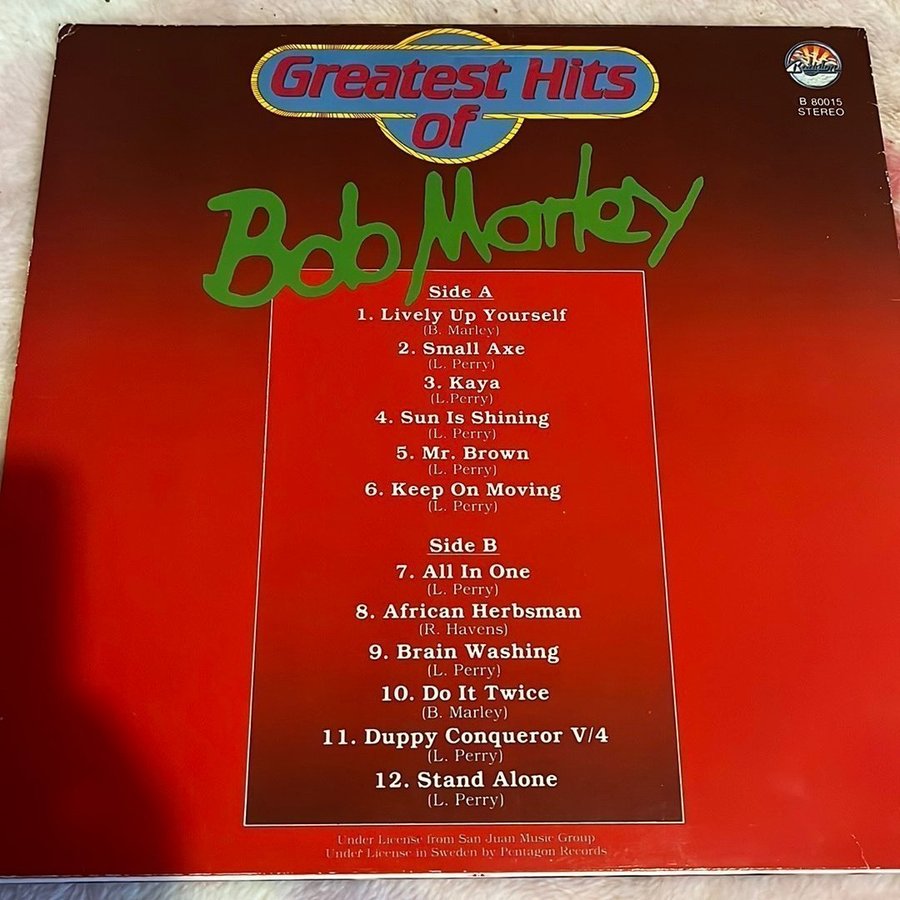 Greatest Hits
of
Bob Marley
B 80015
STEREO
Side A
1. Lively Up Yourself
(B. Marley)
2. Small Axe
(L. Perry)
3. Kaya
(L.Perry)
4. Sun Is Shining
(L. Perry)
5. Mr. Brown
(L. Perry)
6. Keep On Moving
(L. Perry)
Side B
7. All In One
(L. Perry)
8. African Herbsman
(R. Havens)
9. Brain Washing
(L. Perry)
10. Do It Twice
(B. Marley)
11. Duppy Conqueror V/4
(L. Perry)
12. Stand Alone
(L. Perry)
Under License from San Juan Music Group
Under License in Sweden by Pentagon Records